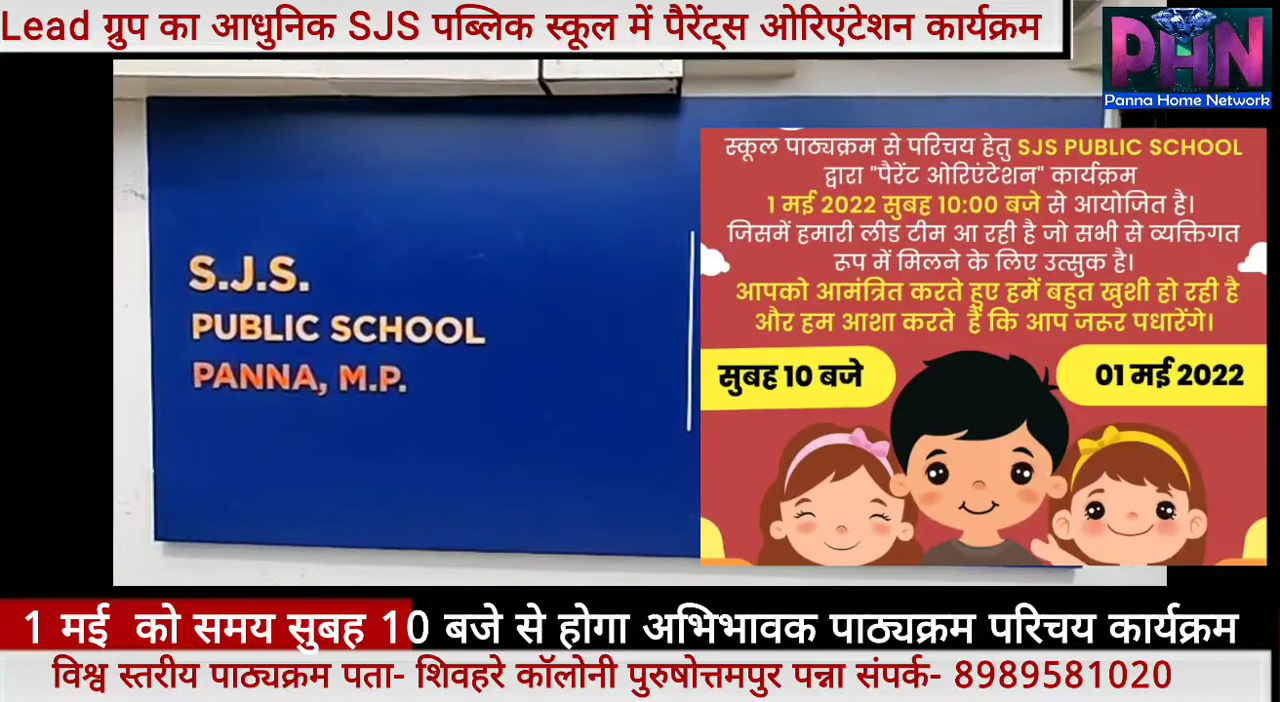 Lead ग्रुप का आधुनिक SJS पब्लिक स्कूल में पैरेंट्स ओरिएंटेशन कार्यक्रम
PHN
Panna Home Network
S.J.S.
PUBLIC SCHOOL
PANNA, M.P.
स्कूल पाठ्यक्रम से परिचय हेतु SJS PUBLIC SCHOOL
द्वारा "पैरेंट ओरिएंटेशन" कार्यक्रम
1 मई 2022 सुबह 10:00 बजे से आयोजित है।
जिसमें हमारी लीड टीम आ रही है जो सभी से व्यक्तिगत
रूप में मिलने के लिए उत्सुक है।
आपको आमंत्रित करते हुए हमें बहुत खुशी हो रही है
और हम आशा करते हैं कि आप जरूर पधारेंगे।
सुबह 10 बजे
01 मई 2022
1 मई को समय सुबह 10 बजे से होगा अभिभावक पाठ्यक्रम परिचय कार्यक्रम
विश्व स्तरीय पाठ्यक्रम पता- शिवहरे कॉलोनी पुरुषोत्तमपुर पन्ना संपर्क- 8989581020